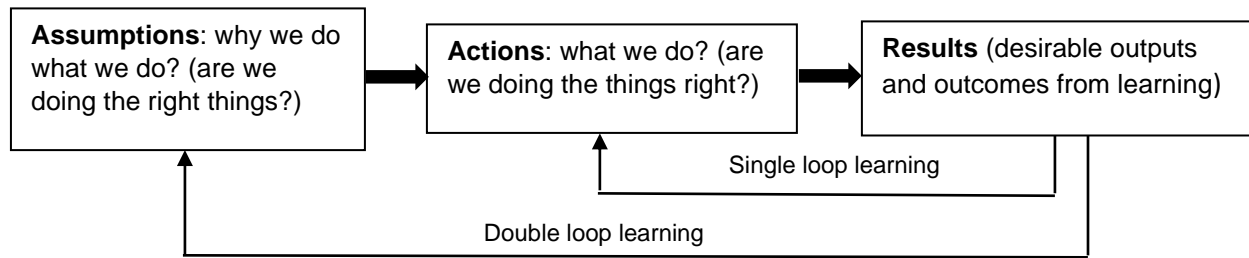 Assumptions: why we do
what we do? (are we
doing the right things?)
Actions: what we do? (are
we doing the things right?)
Results (desirable outputs
and outcomes from learning)
Single loop learning
Double loop learning